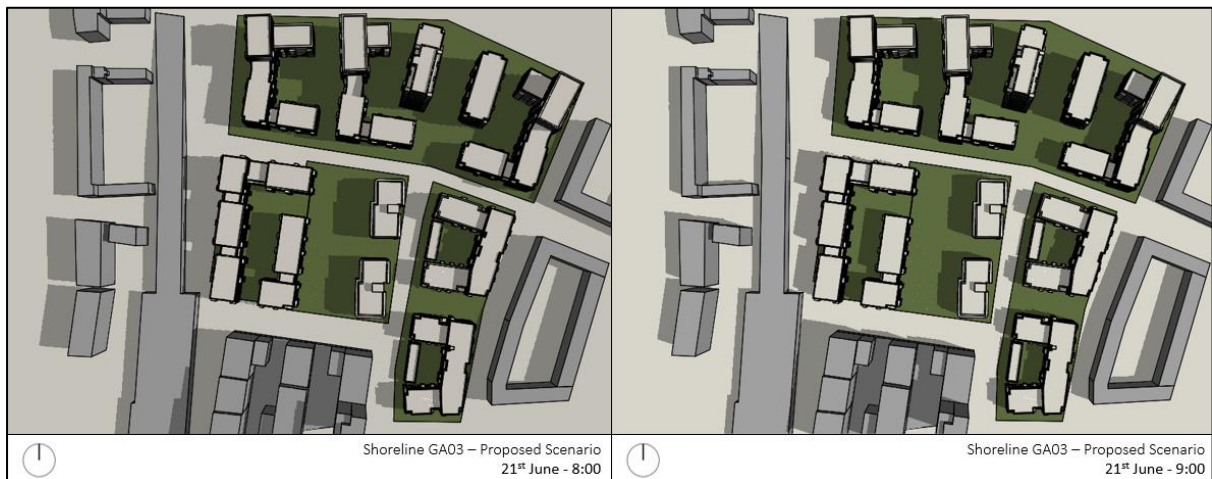 Shoreline GA03 – Proposed Scenario
21st June - 8:00
Shoreline GA03 – Proposed Scenario
21st June - 9:00